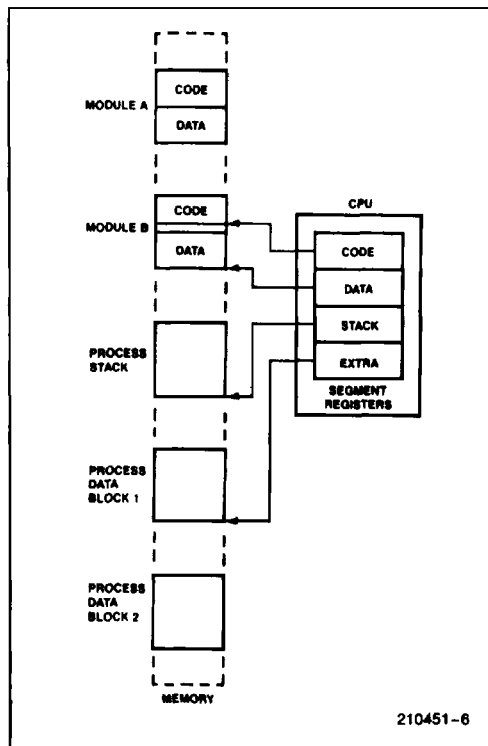 CODE
MODULE A
DATA
CODE
MODULE B
DATA
CPU
CODE
DATA
STACK
EXTRA
SEGMENT
REGISTERS
PROCESS
STACK
PROCESS
DATA
BLOCK 1
PROCESS
DATA
BLOCK 2
MEMORY
210451-6